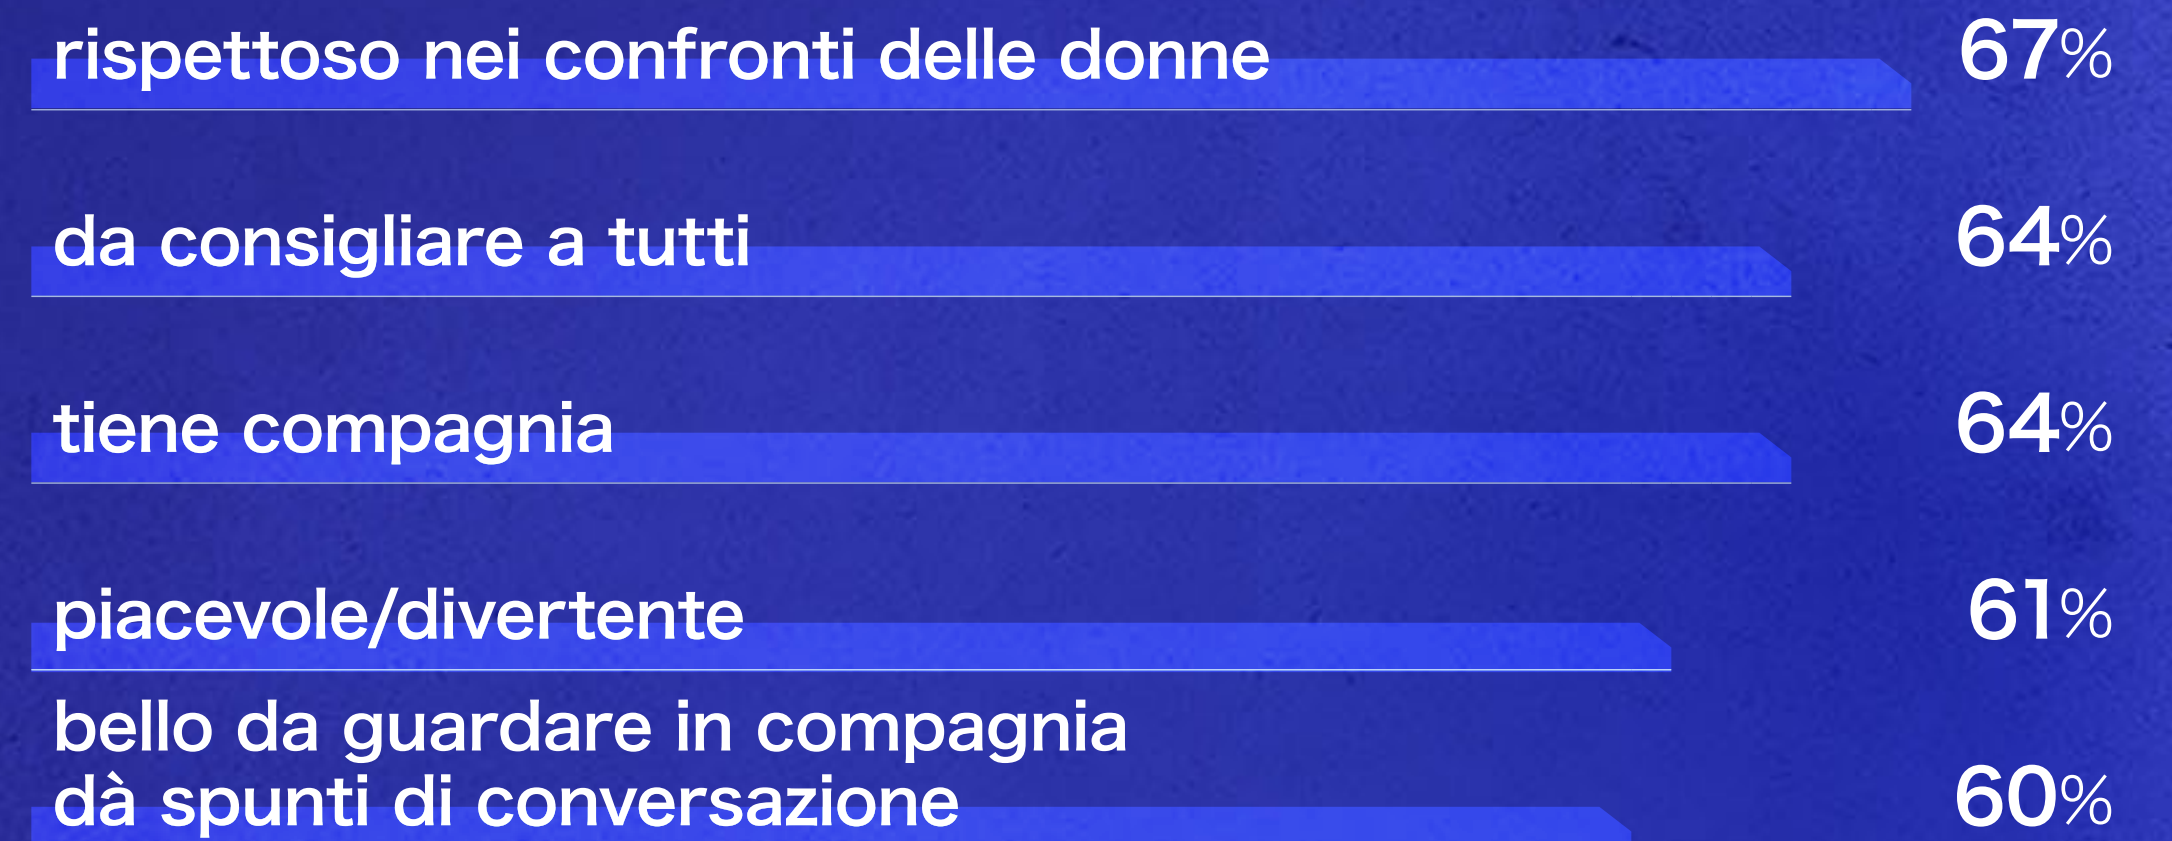 rispettoso nei confronti delle donne 67%
da consigliare a tutti 64%
tiene compagnia 64%
piacevole/divertente 61%
bello da guardare in compagnia
dà spunti di conversazione 60%